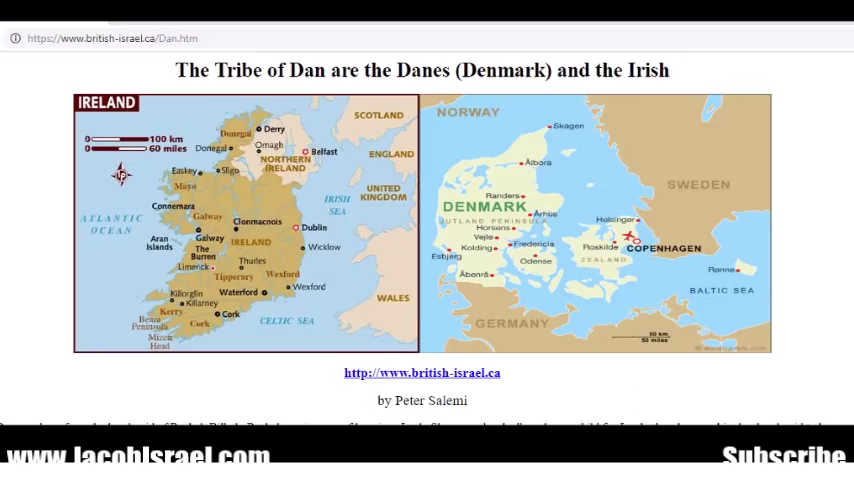 https://www.british-israel.ca/Dan.htm
The Tribe of Dan are the Danes (Denmark) and the Irish
IRELAND
0 100 km
0 60 miles
SCOTLAND
Donegal
Derry
Omagh
Donegal
Belfast
NORTHERN
IRELAND
ENGLAND
Easkey
Sligo
Mayo
UNITED
KINGDOM
IRISH
SEA
Connemara
Galway
Clonmacnois
ATLANTIC
OCEAN
Dublin
Aran
Islands
Galway
IRELAND
Wicklow
The
Burren
Thurles
Limerick
Tipperary
Wexford
Killorglin
Waterford
Wexford
WALES
Killarney
Kerry
Cork
Beara
Peninsula
Cork
CELTIC SEA
Mizen
Head
NORWAY
Skagen
Ålbora
SWEDEN
Randers
DENMARK
Århus
JUTLAND PENINSULA
Horsens
Helsingør
Vejle
Fredericia
Roskilde
COPENHAGEN
Kolding
Esbjerg
Odense
ZEALAND
Åbenrå
Rønne
BALTIC SEA
GERMANY
50 km
50 miles
http://www.british-israel.ca
by Peter Salemi
www.JacobIsrael.com
Subscribe